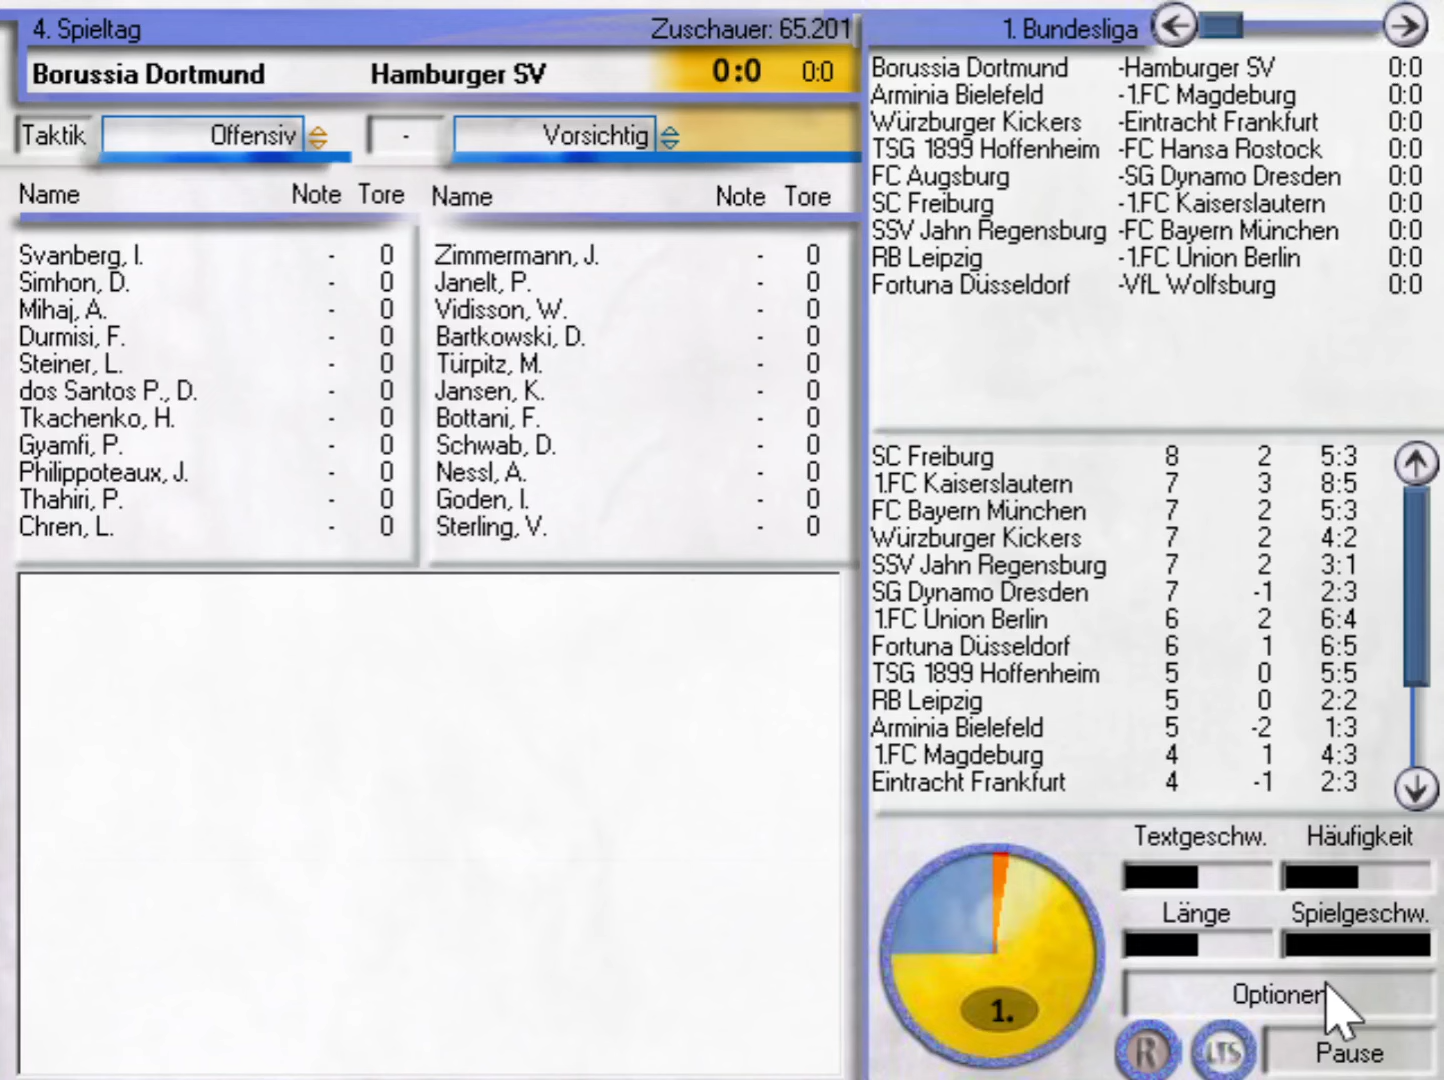 4. Spieltag Zuschauer: 65.201
Borussia Dortmund Hamburger SV 0:0 0:0
Taktik Offensiv - Vorsichtig
Name Note Tore Name Note Tore
Svanberg, I. - 0 Zimmermann, J. - 0
Simhon, D. - 0 Janelt, P. - 0
Mihaj, A. - 0 Vidisson, W. - 0
Durmisi, F. - 0 Bartkowski, D. - 0
Steiner, L. - 0 Türpitz, M. - 0
dos Santos P., D. - 0 Jansen, K. - 0
Tkachenko, H. - 0 Bottani, F. - 0
Gyamfi, P. - 0 Schwab, D. - 0
Philippoteaux, J. - 0 Nessl, A. - 0
Thahiri, P. - 0 Goden, I. - 0
Chren, L. - 0 Sterling, V. - 0
1. Bundesliga
Borussia Dortmund -Hamburger SV 0:0
Arminia Bielefeld -1.FC Magdeburg 0:0
Würzburger Kickers -Eintracht Frankfurt 0:0
TSG 1899 Hoffenheim -FC Hansa Rostock 0:0
FC Augsburg -SG Dynamo Dresden 0:0
SC Freiburg -1.FC Kaiserslautern 0:0
SSV Jahn Regensburg -FC Bayern München 0:0
RB Leipzig -1.FC Union Berlin 0:0
Fortuna Düsseldorf -VfL Wolfsburg 0:0
SC Freiburg 8 2 5:3
1.FC Kaiserslautern 7 3 8:5
FC Bayern München 7 2 5:3
Würzburger Kickers 7 2 4:2
SSV Jahn Regensburg 7 2 3:1
SG Dynamo Dresden 7 -1 2:3
1.FC Union Berlin 6 2 6:4
Fortuna Düsseldorf 6 1 6:5
TSG 1899 Hoffenheim 5 0 5:5
RB Leipzig 5 0 2:2
Arminia Bielefeld 5 -2 1:3
1.FC Magdeburg 4 1 4:3
Eintracht Frankfurt 4 -1 2:3
Textgeschw. Häufigkeit
Länge Spielgeschw.
1.
Optionen
R LTS Pause